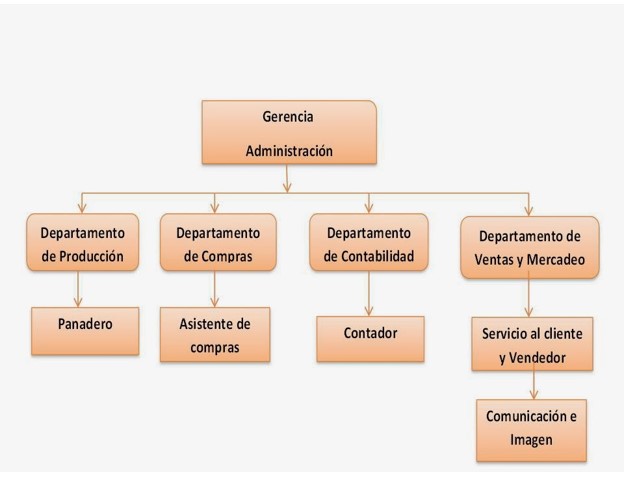 Gerencia
Administración
Departamento
de Producción
Departamento
de Compras
Departamento
de Contabilidad
Departamento de
Ventas y Mercadeo
Panadero
Asistente de
compras
Contador
Servicio al cliente
y Vendedor
Comunicación e
Imagen